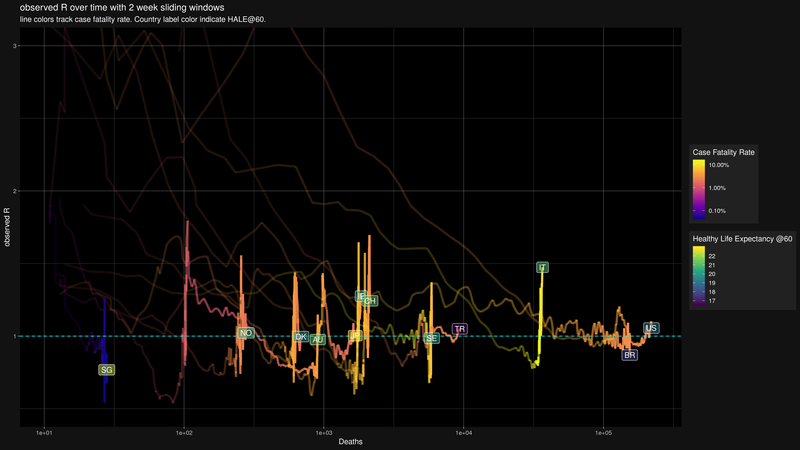 observed R over time with 2 week sliding windows
line colors track case fatality rate. Country label color indicate HALE@60.
observed R
3
2
1
IT
IE
CH
NO
DK
AU
SE
TR
US
BR
SG
1e+01
1e+02
1e+03
1e+04
1e+05
Deaths
Case Fatality Rate
10.00%
1.00%
0.10%
Healthy Life Expectancy @60
22
21
20
19
18
17